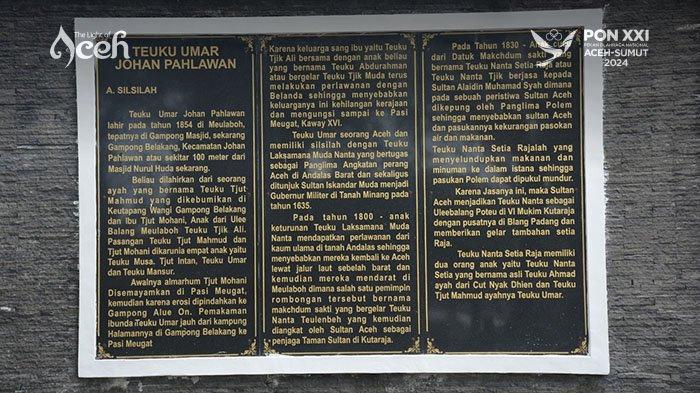 The Light of
Aceh
PON XXI
PEKAN OLAHRAGA NASIONAL
ACEH-SUMUT
2024
TEUKU UMAR
JOHAN PAHLAWAN
A. SILSILAH
Teuku Umar Johan Pahlawan
lahir pada tahun 1854 di Meulaboh,
tepatnya di Gampong Masjid, sekarang
Gampong Belakang, Kecamatan Johan
Pahlawan atau sekitar 100 meter dari
Masjid Nurul Huda sekarang.
Beliau dilahirkan dari seorang
ayah yang bernama Teuku Tjut
Mahmud yang dikebumikan di
Keutapang Wangi Gampong Belakang
dan Ibu Tjut Mohani, Anak dari Ulee
Balang Meulaboh Teuku Tjik Ali.
Pasangan Teuku Tjut Mahmud dan
Tjut Mohani dikarunia empat anak yaitu
Teuku Musa. Tjut Intan, Teuku Umar
dan Teuku Mansur.
Awalnya almarhum Tjut Mohani
Disemayamkan di Pasi Meugat,
kemudian karena erosi dipindahkan ke
Gampong Alue On. Pemakaman
ibunda Teuku Umar jauh dari kampung
Halamannya di Gampong Belakang ke
Pasi Meugat
Karena keluarga sang ibu yaitu Teuku
Tjik Ali bersama dengan anak beliau
yang bernama Teuku Abdurahman
atau bergelar Teuku Tjik Muda terus
melakukan perlawanan dengan
Belanda sehingga menyebabkan
keluarganya ini kehilangan kerajaan
dan mengungsi sampai ke Pasi
Meugat, Kaway XVI.
Teuku Umar seorang Aceh dan
memiliki silsilah dengan Teuku
Laksamana Muda Nanta yang bertugas
sebagai Panglima Angkatan perang
Aceh di Andalas Barat dan sekaligus
ditunjuk Sultan Iskandar Muda menjadi
Gubernur Militer di Tanah Minang pada
tahun 1635.
Pada tahun 1800 - anak
keturunan Teuku Laksamana Muda
Nanta mendapatkan perlawanan dari
kaum ulama di tanah Andalas sehingga
menyebabkan mereka kembali ke Aceh
lewat jalur laut sebelah barat dan
kemudian mereka mendarat di
Meulaboh dimana salah satu pemimpin
rombongan tersebut bernama
makchdum sakti yang bergelar Teuku
Nanta Teulenbeh yang kemudian
diangkat oleh Sultan Aceh sebagai
penjaga Taman Sultan di Kutaraja.
Pada Tahun 1830 - Anak cucu
dari Datuk Makchdum sakti yang
bernama Teuku Nanta Setia raja atau
Teuku Nanta Tjik berjasa kepada
Sultan Alaidin Muhamad Syah dimana
pada sebuah peristiwa Sultan Aceh
dikepung oleh Panglima Polem
sehingga menyebabkan sultan Aceh
dan pasukannya kekurangan pasokan
air dan makanan.
Teuku Nanta Setia Rajalah yang
menyelundupkan makanan dan
minuman ke dalam istana sehingga
pasukan Polem dapat dipukul mundur.
Karena Jasanya ini, maka Sultan
Aceh menjadikan Teuku Nanta sebagai
Uleebalang Poteu di VI Mukim Kutaraja
dengan pusatnya di Blang Padang dan
memberikan gelar tambahan setia
Raja.
Teuku Nanta Setia Raja memiliki
dua orang anak yaitu Teuku Nanta
Setia yang bernama asli Teuku Ahmad
ayah dari Cut Nyak Dhien dan Teuku
Tjut Mahmud ayahnya Teuku Umar.